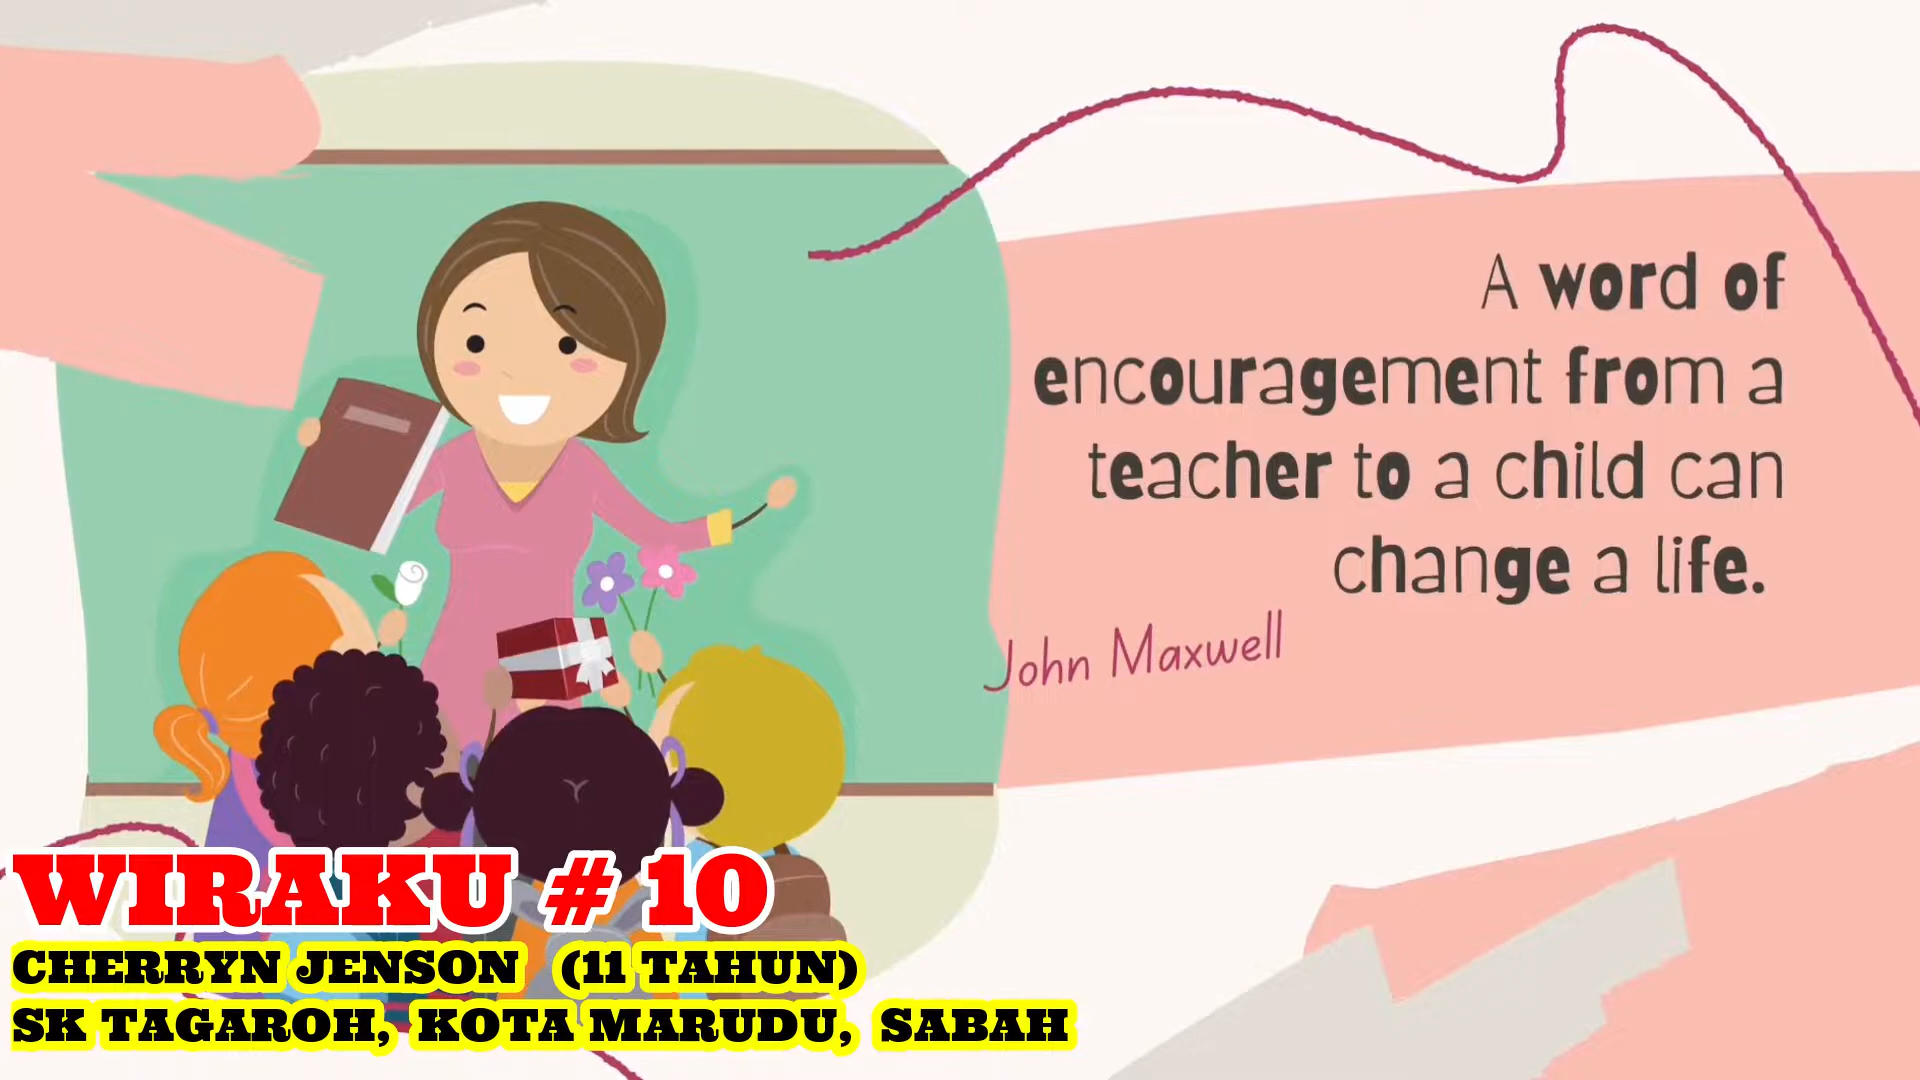 A word of
encouragement from a
teacher to a child can
change a life.
John Maxwell
WIRAKU # 10
CHERRYN JENSON (11 TAHUN)
SK TAGAROH, KOTA MARUDU, SABAH